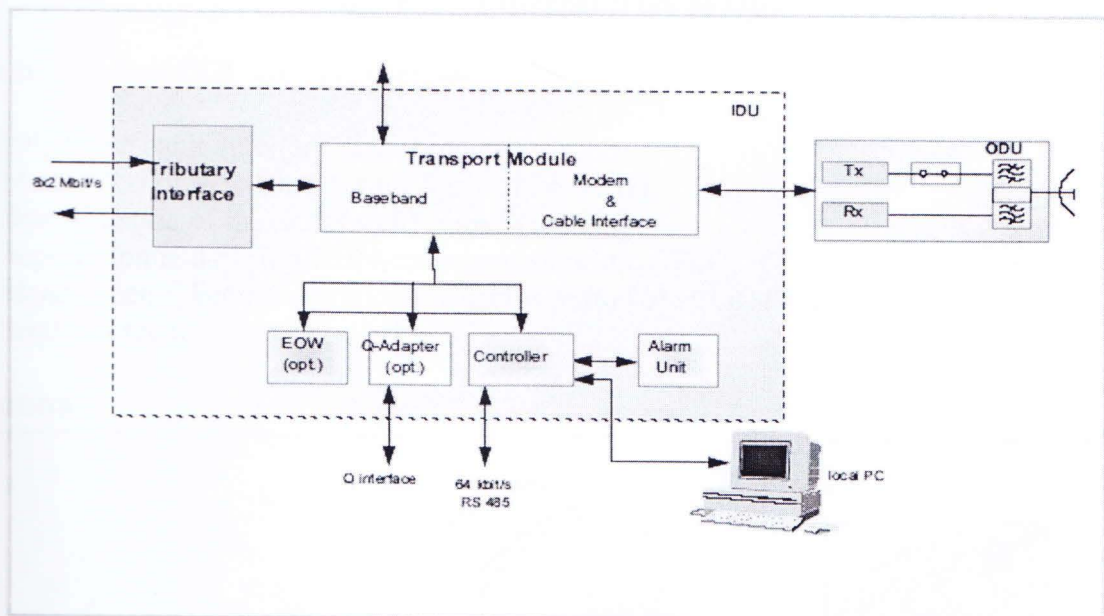 IDU
ODU
Tributary
Interface
8x2 Mbit/s
Transport Module
Baseband
Modem
&
Cable Interface
Tx
Rx
EOW
(opt.)
Q-Adapter
(opt.)
Controller
Alarm
Unit
Q interface
64 kbit/s
RS 485
local PC